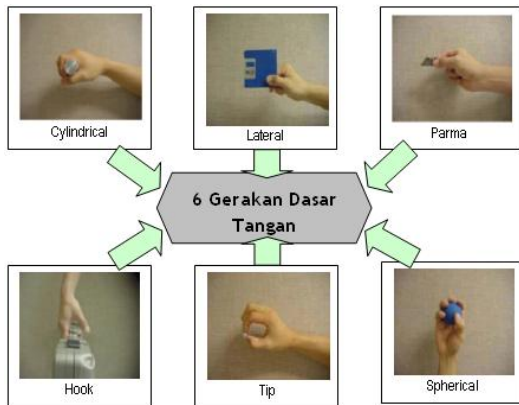 Cylindrical
Lateral
Parma
6 Gerakan Dasar
Tangan
Hook
Tip
Spherical